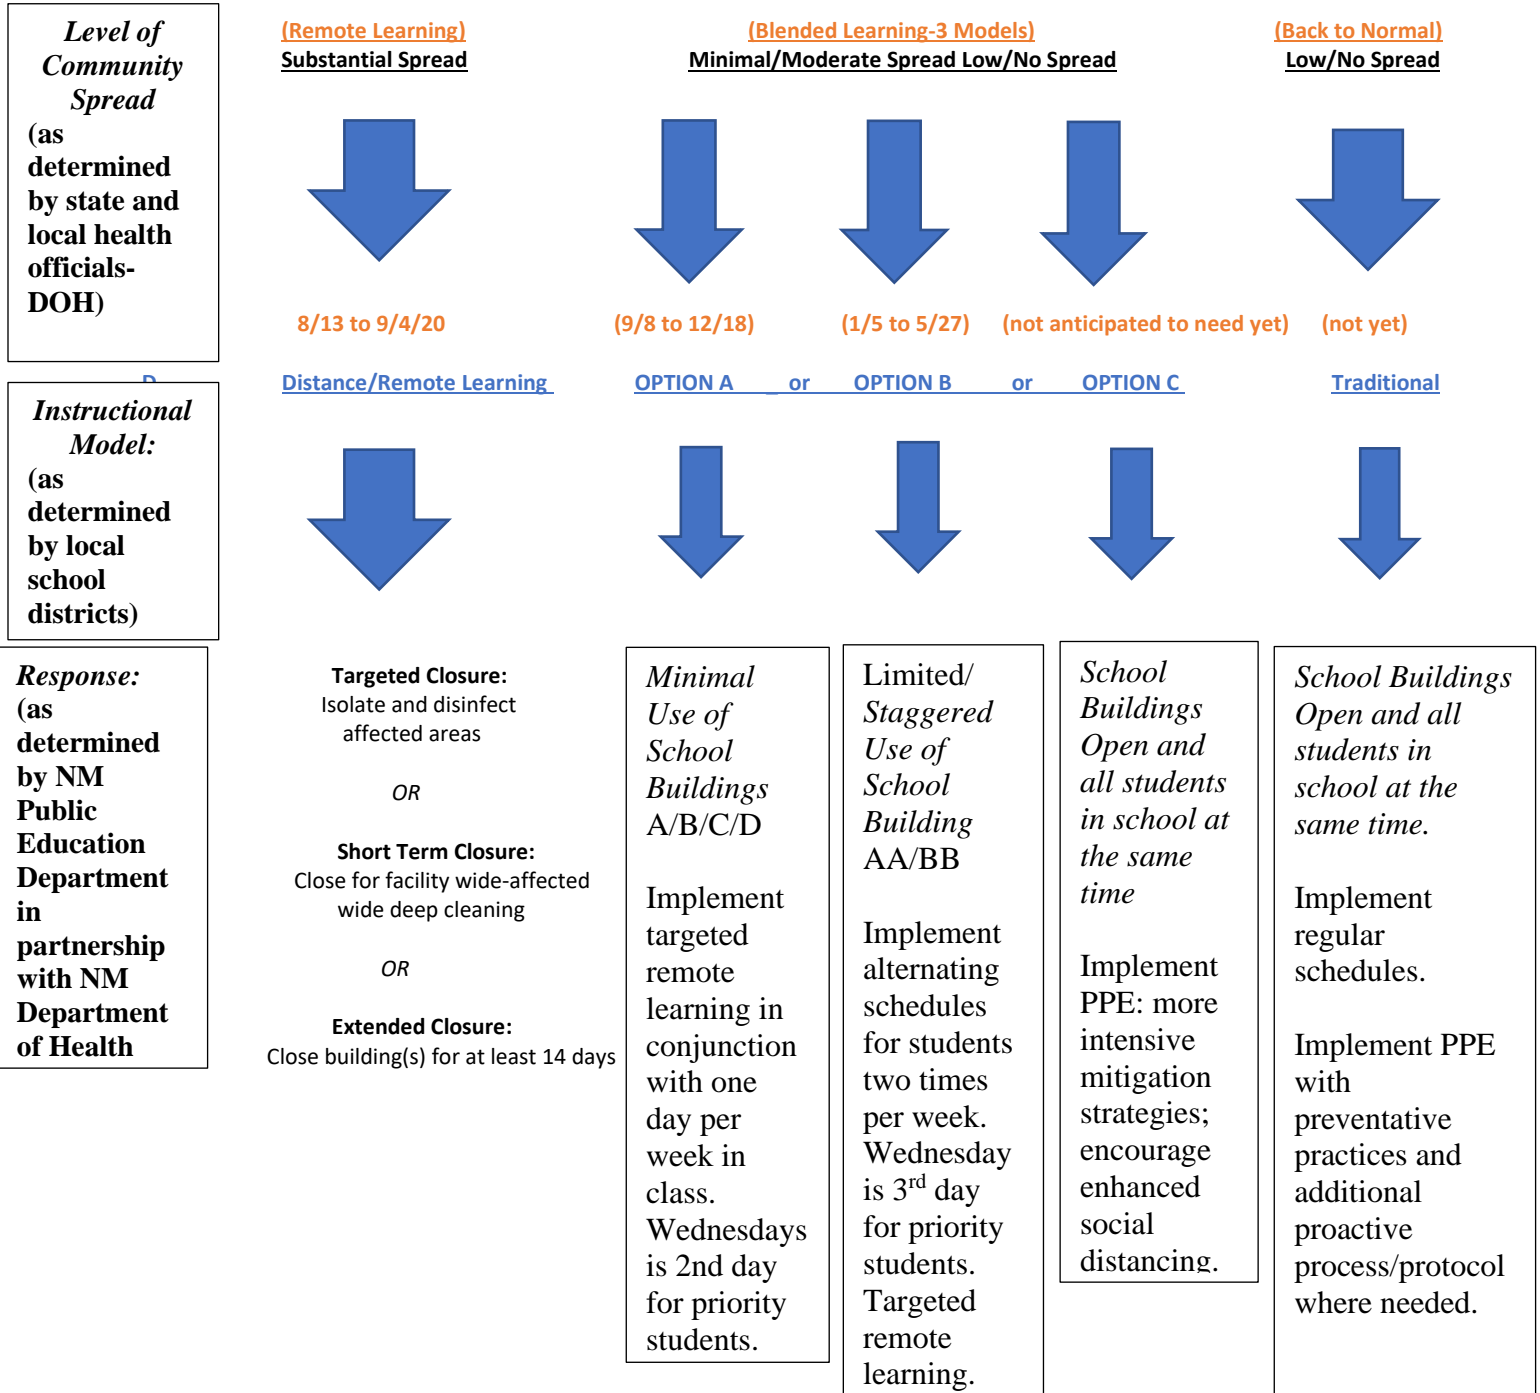 Level of
Community
Spread
(as
determined
by state and
local health
officials-
DOH)
(Remote Learning)
Substantial Spread
(Blended Learning-3 Models)
Minimal/Moderate Spread Low/No Spread
(Back to Normal)
Low/No Spread
8/13 to 9/4/20
(9/8 to 12/18)
(1/5 to 5/27)
(not anticipated to need yet)
(not yet)
D
Distance/Remote Learning
OPTION A _ or OPTION B or OPTION C
Traditional
Instructional
Model:
(as
determined
by local
school
districts)
Response:
(as
determined
by NM
Public
Education
Department
in
partnership
with NM
Department
of Health
Targeted Closure:
Isolate and disinfect
affected areas
OR
Short Term Closure:
Close for facility wide-affected
wide deep cleaning
OR
Extended Closure:
Close building(s) for at least 14 days
Minimal
Use of
School
Buildings
A/B/C/D
Implement
targeted
remote
learning in
conjunction
with one
day per
week in
class.
Wednesdays
is 2nd day
for priority
students.
Limited/
Staggered
Use of
School
Building
AA/BB
Implement
alternating
schedules
for students
two times
per week.
Wednesday
is 3rd day
for priority
students.
Targeted
remote
learning.
School
Buildings
Open and
all students
in school at
the same
time
Implement
PPE: more
intensive
mitigation
strategies;
encourage
enhanced
social
distancing.
School Buildings
Open and all
students in
school at the
same time.
Implement
regular
schedules.
Implement PPE
with
preventative
practices and
additional
proactive
process/protocol
where needed.